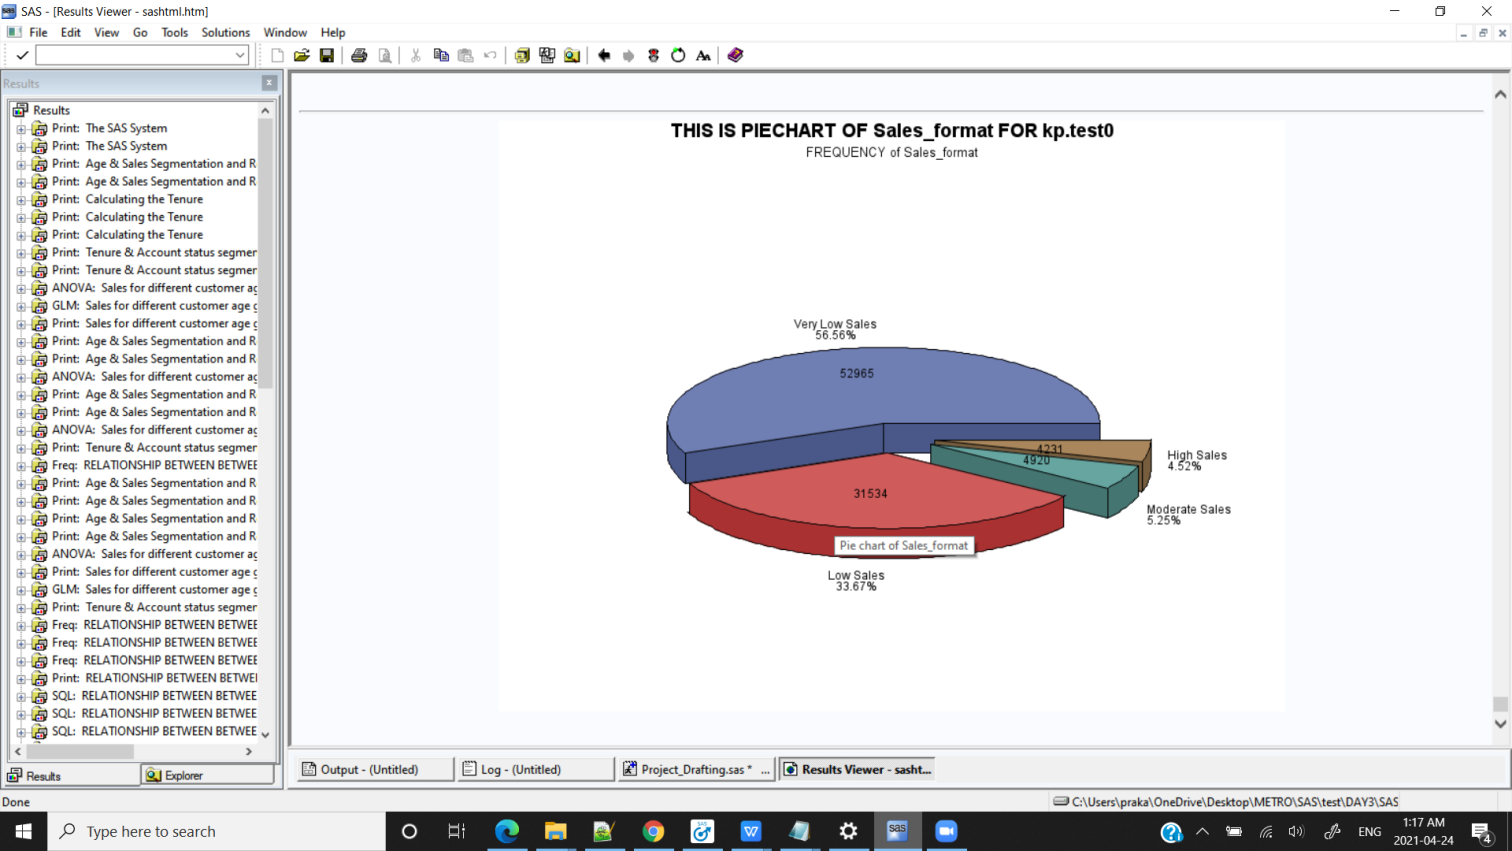 SAS - [Results Viewer - sashtml.htm]
File Edit View Go Tools Solutions Window Help
Results
Results
Print: The SAS System
Print: The SAS System
Print: Age & Sales Segmentation and R
Print: Age & Sales Segmentation and R
Print: Calculating the Tenure
Print: Calculating the Tenure
Print: Calculating the Tenure
Print: Tenure & Account status segmer
Print: Tenure & Account status segmer
ANOVA: Sales for different customer ag
GLM: Sales for different customer age g
Print: Sales for different customer age g
Print: Age & Sales Segmentation and R
Print: Age & Sales Segmentation and R
ANOVA: Sales for different customer ag
Print: Age & Sales Segmentation and R
Print: Age & Sales Segmentation and R
ANOVA: Sales for different customer ag
Print: Tenure & Account status segmer
Freq: RELATIONSHIP BETWEEN BETWEE
Print: Age & Sales Segmentation and R
Print: Age & Sales Segmentation and R
Print: Age & Sales Segmentation and R
Print: Age & Sales Segmentation and R
ANOVA: Sales for different customer ag
Print: Sales for different customer age g
GLM: Sales for different customer age g
Print: Tenure & Account status segmer
Freq: RELATIONSHIP BETWEEN BETWEE
Freq: RELATIONSHIP BETWEEN BETWEE
Freq: RELATIONSHIP BETWEEN BETWEE
Print: RELATIONSHIP BETWEEN BETWEI
SQL: RELATIONSHIP BETWEEN BETWEE
SQL: RELATIONSHIP BETWEEN BETWEE
SQL: RELATIONSHIP BETWEEN BETWEE
Results
Explorer
THIS IS PIECHART OF Sales_format FOR kp.test0
FREQUENCY of Sales_format
Very Low Sales
56.56%
52965
4231
4920
High Sales
4.52%
Moderate Sales
5.25%
31534
Pie chart of Sales_format
Low Sales
33.67%
Output - (Untitled)
Log - (Untitled)
Project_Drafting.sas * ...
Results Viewer - sasht...
Done
C:\Users\praka\OneDrive\Desktop\METRO\SAS\test\DAY3\SAS
Type here to search
sas
ENG
1:17 AM
2021-04-24
4